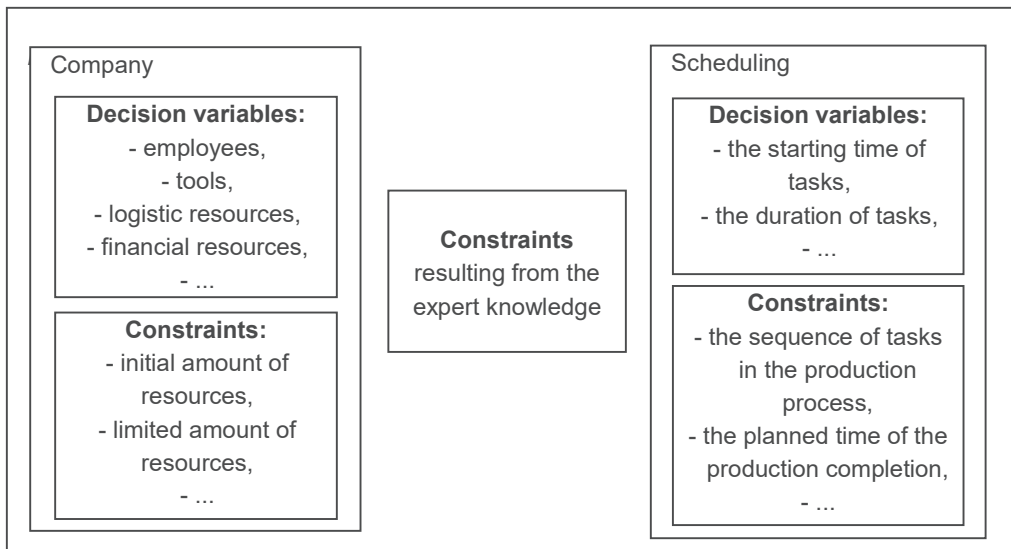 Company
Decision variables:
- employees,
- tools,
- logistic resources,
- financial resources,
- ...
Constraints:
- initial amount of
resources,
- limited amount of
resources,
- ...
Constraints
resulting from the
expert knowledge
Scheduling
Decision variables:
- the starting time of
tasks,
- the duration of tasks,
- ...
Constraints:
- the sequence of tasks
in the production
process,
- the planned time of the
production completion,
- ...